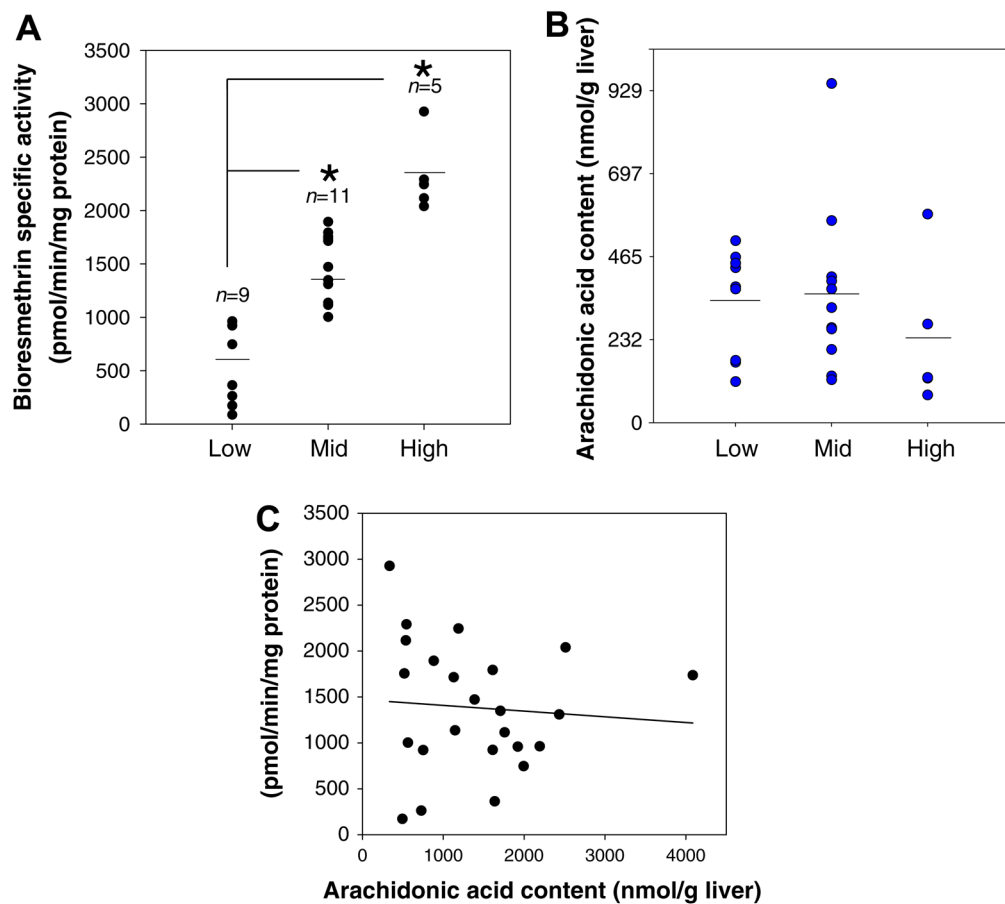 A
Bioresmethrin specific activity
(pmol/min/mg protein)
3500
3000
2500
2000
1500
1000
500
0
*
n=5
*
n=11
n=9
Low Mid High
B
Arachidonic acid content (nmol/g liver)
929
697
465
232
0
Low Mid High
C
(pmol/min/mg protein)
3500
3000
2500
2000
1500
1000
500
0
0 1000 2000 3000 4000
Arachidonic acid content (nmol/g liver)